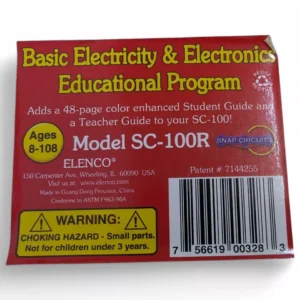 Basic Electricity & Electronics
Educational Program
Adds a 48-page color enhanced Student Guide and
a Teacher Guide to your SC-100!
Ages
8-108
Model SC-100R
SNAP CIRCUITS
ELENCO®
150 Carpenter Ave, Wheeling, IL 60090 USA
Visit us at www.elenco.com
Made in Guang Dong Province, China
Conforms to ASTM F963-96A
Patent # 7144255
WARNING:
CHOKING HAZARD - Small parts.
Not for children under 3 years.
7 56619 00328 3